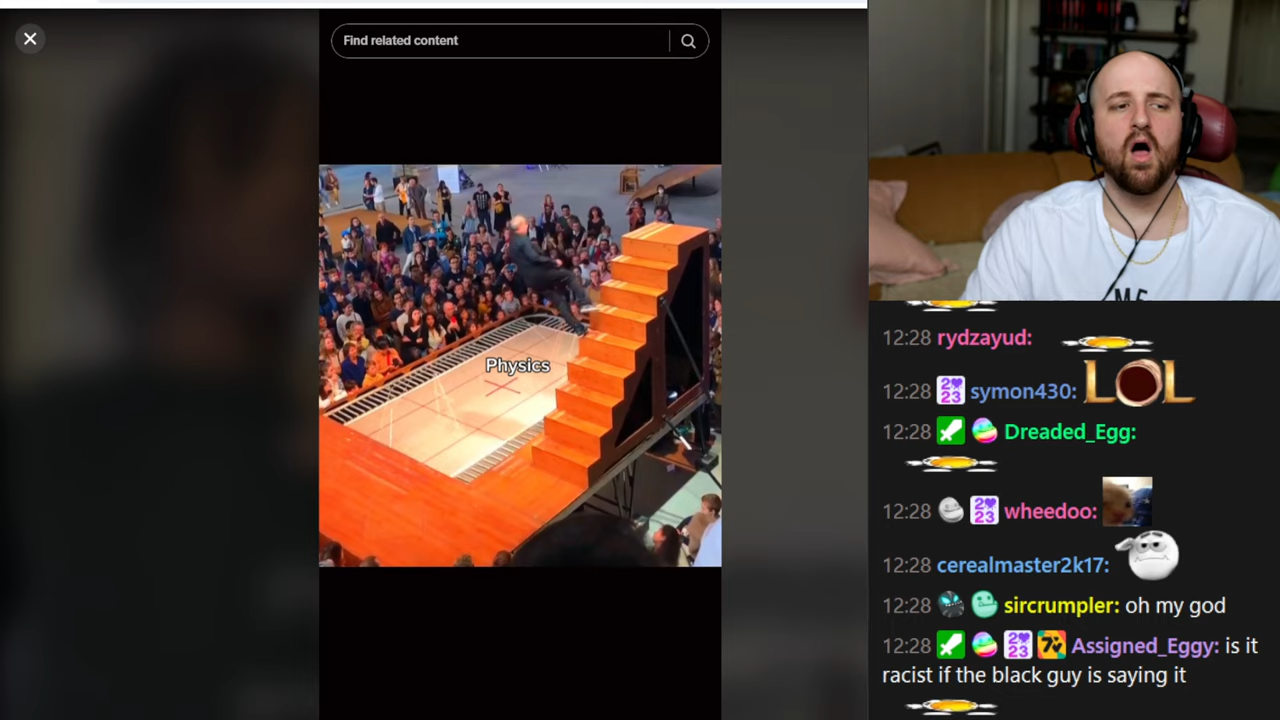 Find related content
Physics
ME
12:28 rydzayud:
12:28 symon430: LOL
12:28 Dreaded_Egg:
12:28 wheedoo:
12:28 cerealmaster2k17:
12:28 sircrumpler: oh my god
12:28 Assigned_Eggy: is it
racist if the black guy is saying it